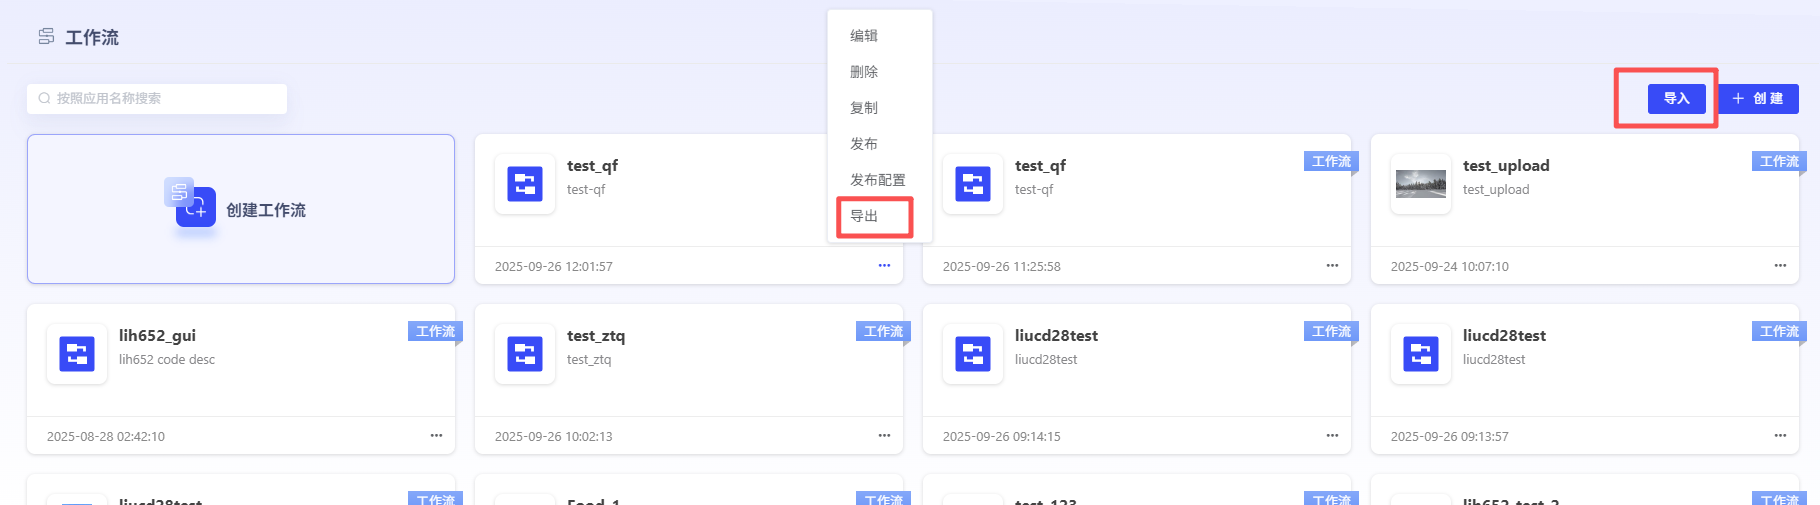 工作流
按照应用名称搜索
导入
创建
编辑
删除
复制
发布
发布配置
导出
创建工作流
test_qf
test-qf
2025-09-26 12:01:57
test_qf
test-qf
工作流
2025-09-26 11:25:58
test_upload
test_upload
工作流
2025-09-24 10:07:10
lih652_gui
lih652 code desc
工作流
2025-08-28 02:42:10
test_ztq
test_ztq
工作流
2025-09-26 10:02:13
liucd28test
liucd28test
工作流
2025-09-26 09:14:15
liucd28test
liucd28test
工作流
2025-09-26 09:13:57
liucd28test
工作流
Food_1
工作流
test_123
工作流
lih652_test_2
工作流